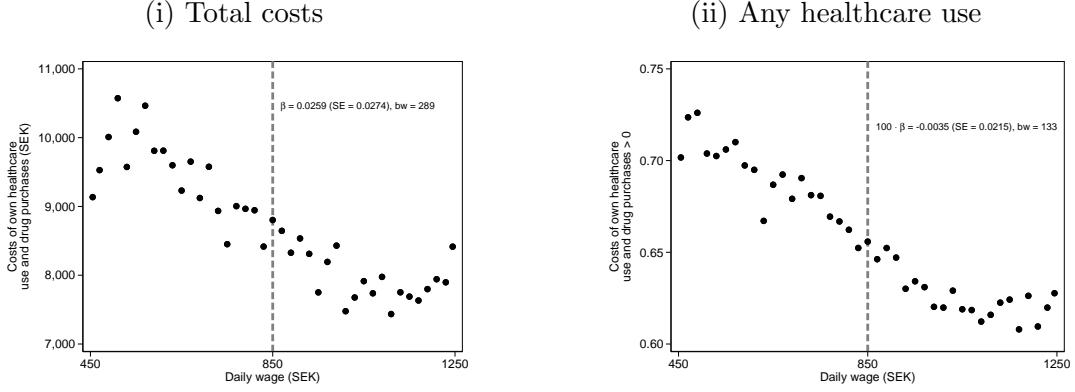 (i) Total costs
Costs of own healthcare
use and drug purchases (SEK)
11,000
10,000
9,000
8,000
7,000
β = 0.0259 (SE = 0.0274), bw = 289
450
850
1250
Daily wage (SEK)
(ii) Any healthcare use
Costs of own healthcare
use and drug purchases > 0
0.75
0.70
0.65
0.60
100 · β = -0.0035 (SE = 0.0215), bw = 133
450
850
1250
Daily wage (SEK)